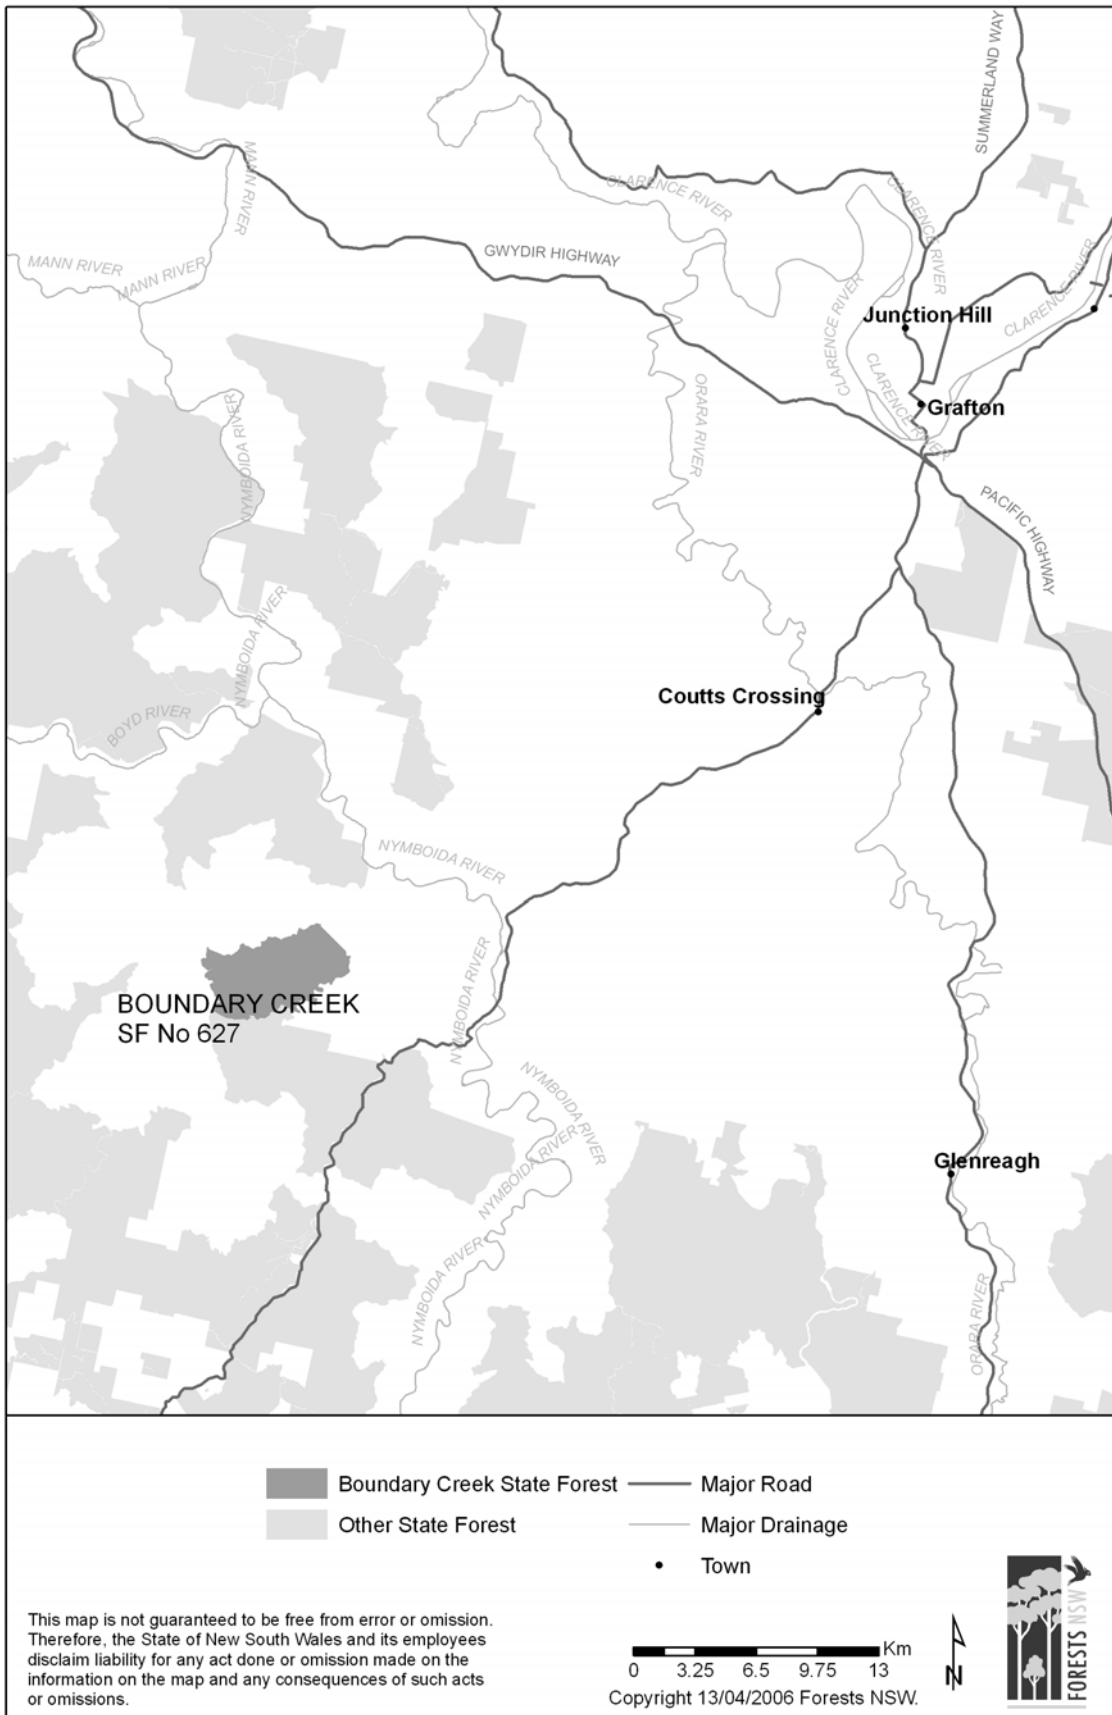 SUMMERLAND WAY
MANN RIVER
CLARENCE RIVER
CLARENCE RIVER
GWYDIR HIGHWAY
MANN RIVER
MANN RIVER
CLARENCE RIVER
CLARENCE RIVER
Junction Hill
CLARENCE RIVER
Grafton
ORARA RIVER
NYMBOIDA RIVER
PACIFIC HIGHWAY
NYMBOIDA RIVER
Coutts Crossing
BOYD RIVER
NYMBOIDA RIVER
NYMBOIDA RIVER
BOUNDARY CREEK
SF No 627
NYMBOIDA RIVER
NYMBOIDA RIVER
Glenreagh
NYMBOIDA RIVER
ORARA RIVER
Boundary Creek State Forest
Major Road
Other State Forest
Major Drainage
Town
This map is not guaranteed to be free from error or omission.
Therefore, the State of New South Wales and its employees
disclaim liability for any act done or omission made on the
information on the map and any consequences of such acts
or omissions.
Km
0 3.25 6.5 9.75 13
Copyright 13/04/2006 Forests NSW.
N
FORESTS NSW